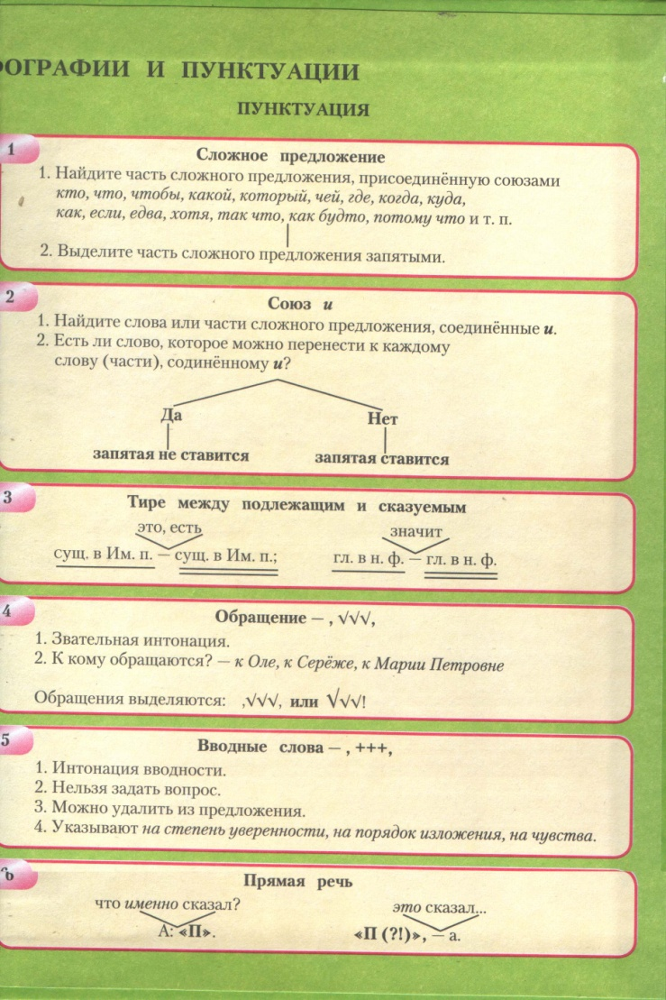 ОГРАФИИ И ПУНКТУАЦИИ
ПУНКТУАЦИЯ
1
Сложное предложение
1. Найдите часть сложного предложения, присоединённую союзами
кто, что, чтобы, какой, который, чей, где, когда, куда,
как, если, едва, хотя, так что, как будто, потому что и т. п.
2. Выделите часть сложного предложения запятыми.
2
Союз и
1. Найдите слова или части сложного предложения, соединённые и.
2. Есть ли слово, которое можно перенести к каждому
слову (части), содинённому и?
Да Нет
запятая не ставится запятая ставится
3
Тире между подлежащим и сказуемым
это, есть значит
сущ. в Им. п. — сущ. в Им. п.; гл. в н. ф. — гл. в н. ф.
4
Обращение — , √√√,
1. Звательная интонация.
2. К кому обращаются? — к Оле, к Серёже, к Марии Петровне
Обращения выделяются: ,√√√, или √√√!
5
Вводные слова — , +++,
1. Интонация вводности.
2. Нельзя задать вопрос.
3. Можно удалить из предложения.
4. Указывают на степень уверенности, на порядок изложения, на чувства.
6
Прямая речь
что именно сказал? это сказал...
А: «П». «П (?!)», — а.